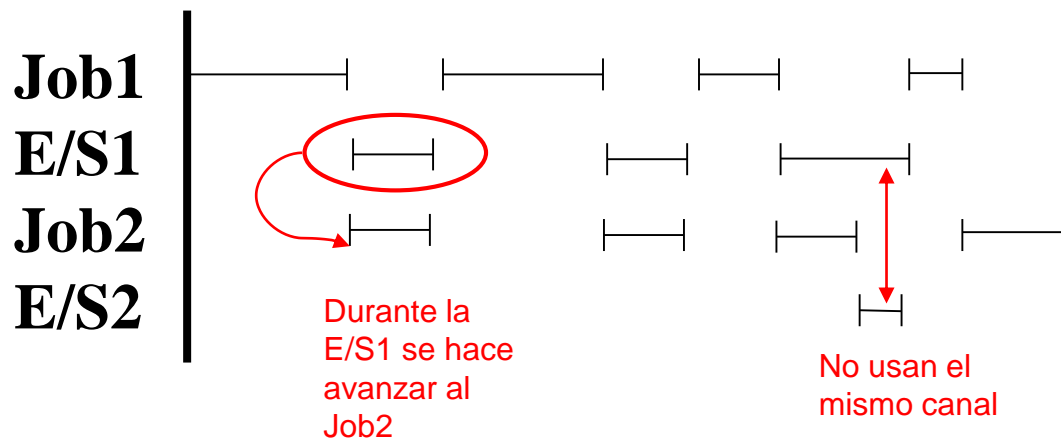 Job1
E/S1
Job2
E/S2
Durante la
E/S1 se hace
avanzar al
Job2
No usan el
mismo canal